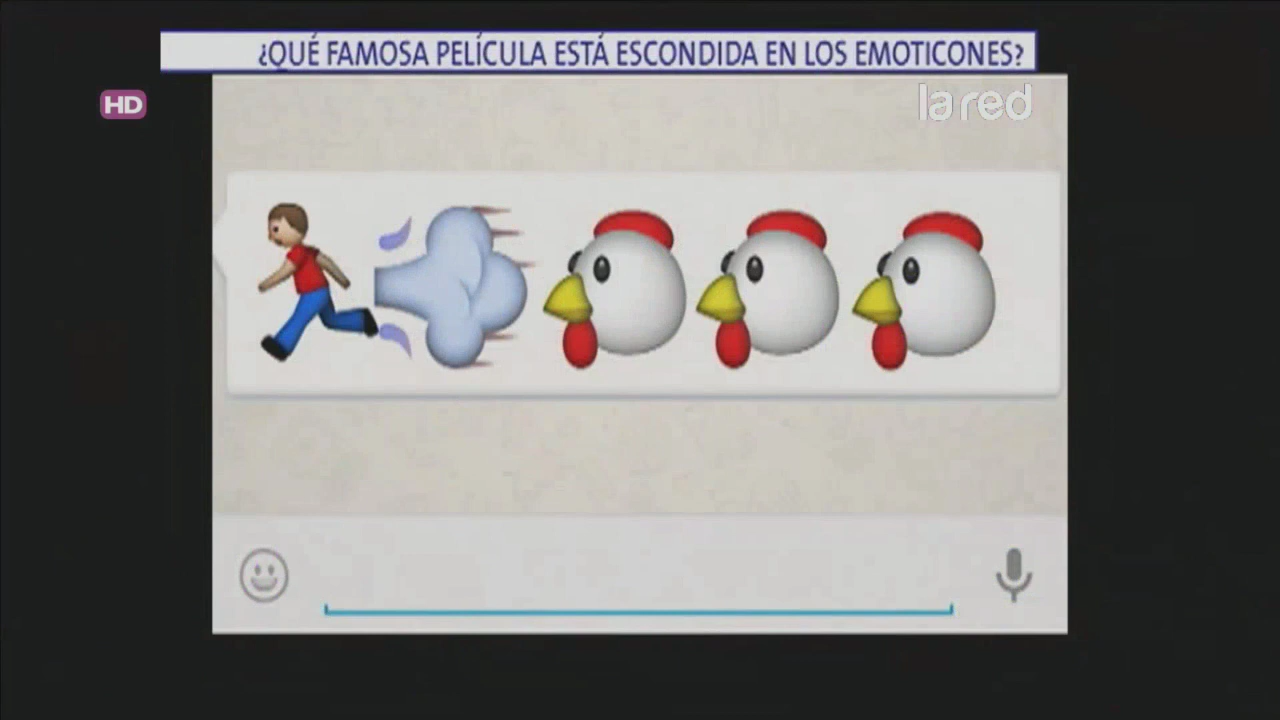 ¿QUÉ FAMOSA PELÍCULA ESTÁ ESCONDIDA EN LOS EMOTICONES?
HD
la red